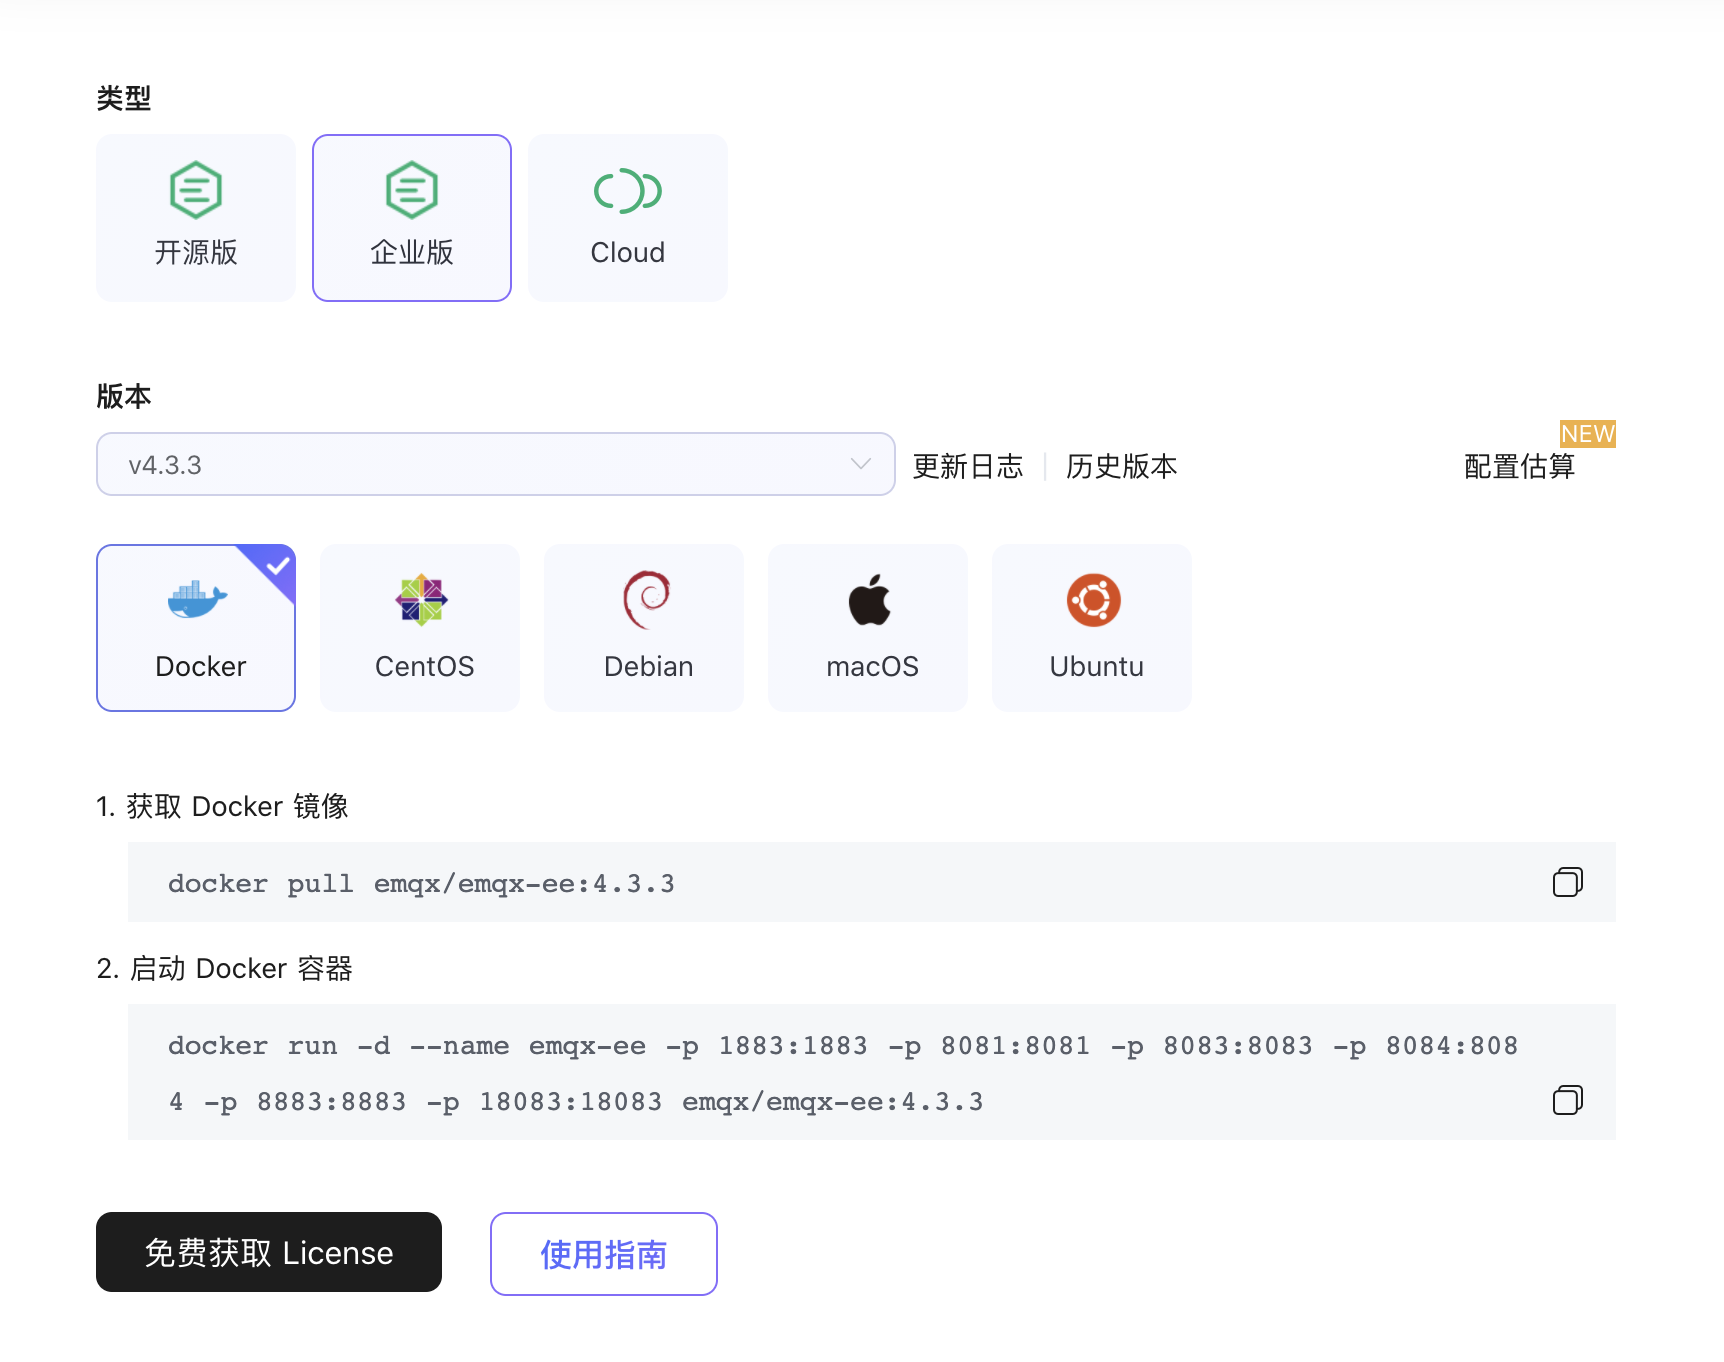 类型
开源版
企业版
Cloud
版本
NEW
v4.3.3
更新日志
历史版本
配置估算
Docker
CentOS
Debian
macOS
Ubuntu
1. 获取 Docker 镜像
docker pull emqx/emqx-ee:4.3.3
2. 启动 Docker 容器
docker run -d --name emqx-ee -p 1883:1883 -p 8081:8081 -p 8083:8083 -p 8084:808
4 -p 8883:8883 -p 18083:18083 emqx/emqx-ee:4.3.3
免费获取 License
使用指南